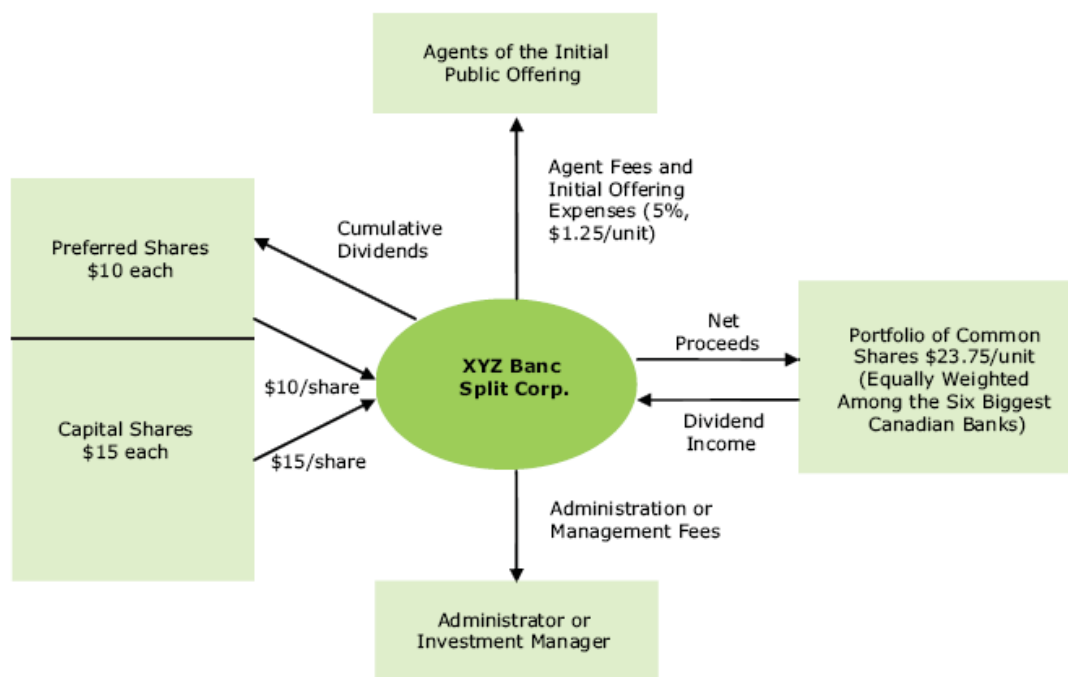 Agents of the Initial
Public Offering
Agent Fees and
Initial Offering
Expenses (5%,
$1.25/unit)
Cumulative
Dividends
Preferred Shares
$10 each
$10/share
Capital Shares
$15 each
$15/share
XYZ Banc
Split Corp.
Net
Proceeds
Dividend
Income
Portfolio of Common
Shares $23.75/unit
(Equally Weighted
Among the Six Biggest
Canadian Banks)
Administration or
Management Fees
Administrator or
Investment Manager